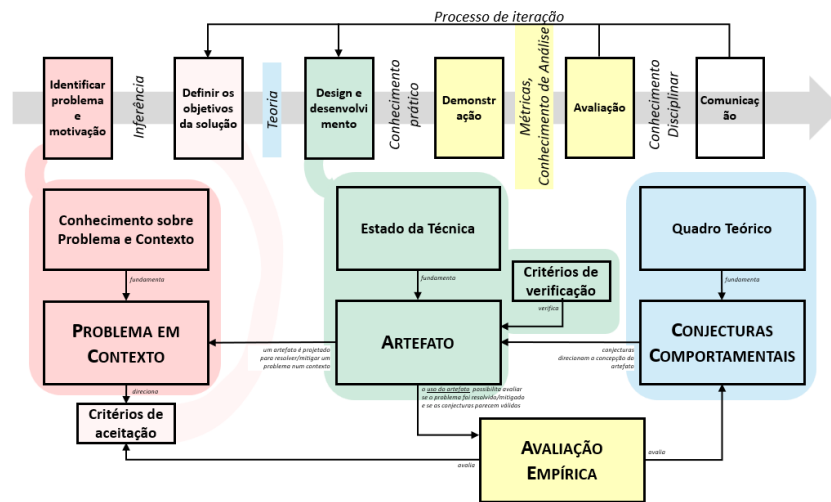 Processo de iteração
Identificar
problema
e
motivação
Inferência
Definir os
objetivos
da solução
Teoria
Design e
desenvolvi
mento
Conhecimento
prático
Demonstr
ação
Métricas,
Conhecimento de Análise
Avaliação
Conhecimento
Disciplinar
Comunicaç
ão
Conhecimento sobre
Problema e Contexto
Estado da Técnica
Quadro Teórico
fundamenta
fundamenta
fundamenta
Critérios de
verificação
verifica
PROBLEMA EM
CONTEXTO
um artefato é projetado
para resolver/mitigar um
problema num contexto
ARTEFATO
conjecturas
direcionam a concepção do
artefato
CONJECTURAS
COMPORTAMENTAIS
direciona
o uso do artefato possibilita avaliar
se o problema foi resolvido/mitigado
e se as conjecturas parecem válidas
Critérios de
aceitação
AVALIAÇÃO
EMPÍRICA
avalia
avalia